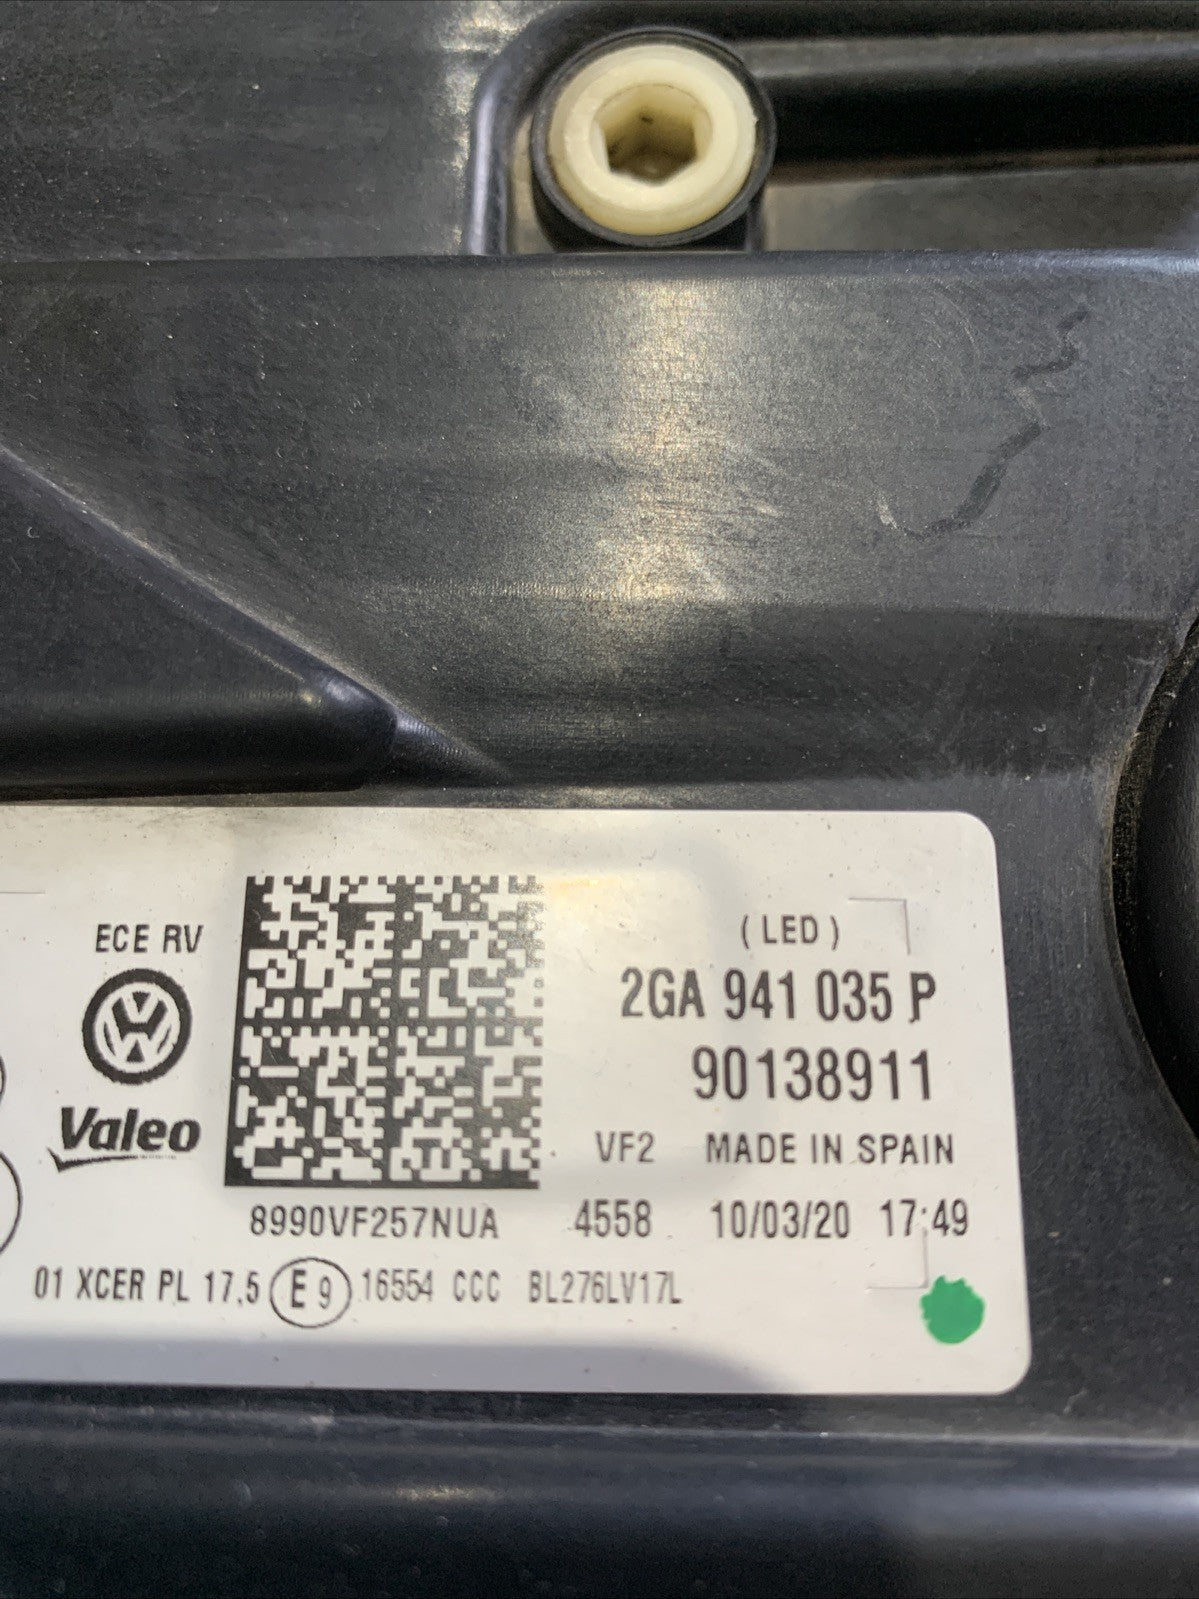 ECE RV
Valeo
(LED)
2GA 941 035 P
90138911
VF2 MADE IN SPAIN
8990VF257NUA 4558 10/03/20 17:49
01 XCER PL 17,5 E9 16554 CCC BL276LV17L